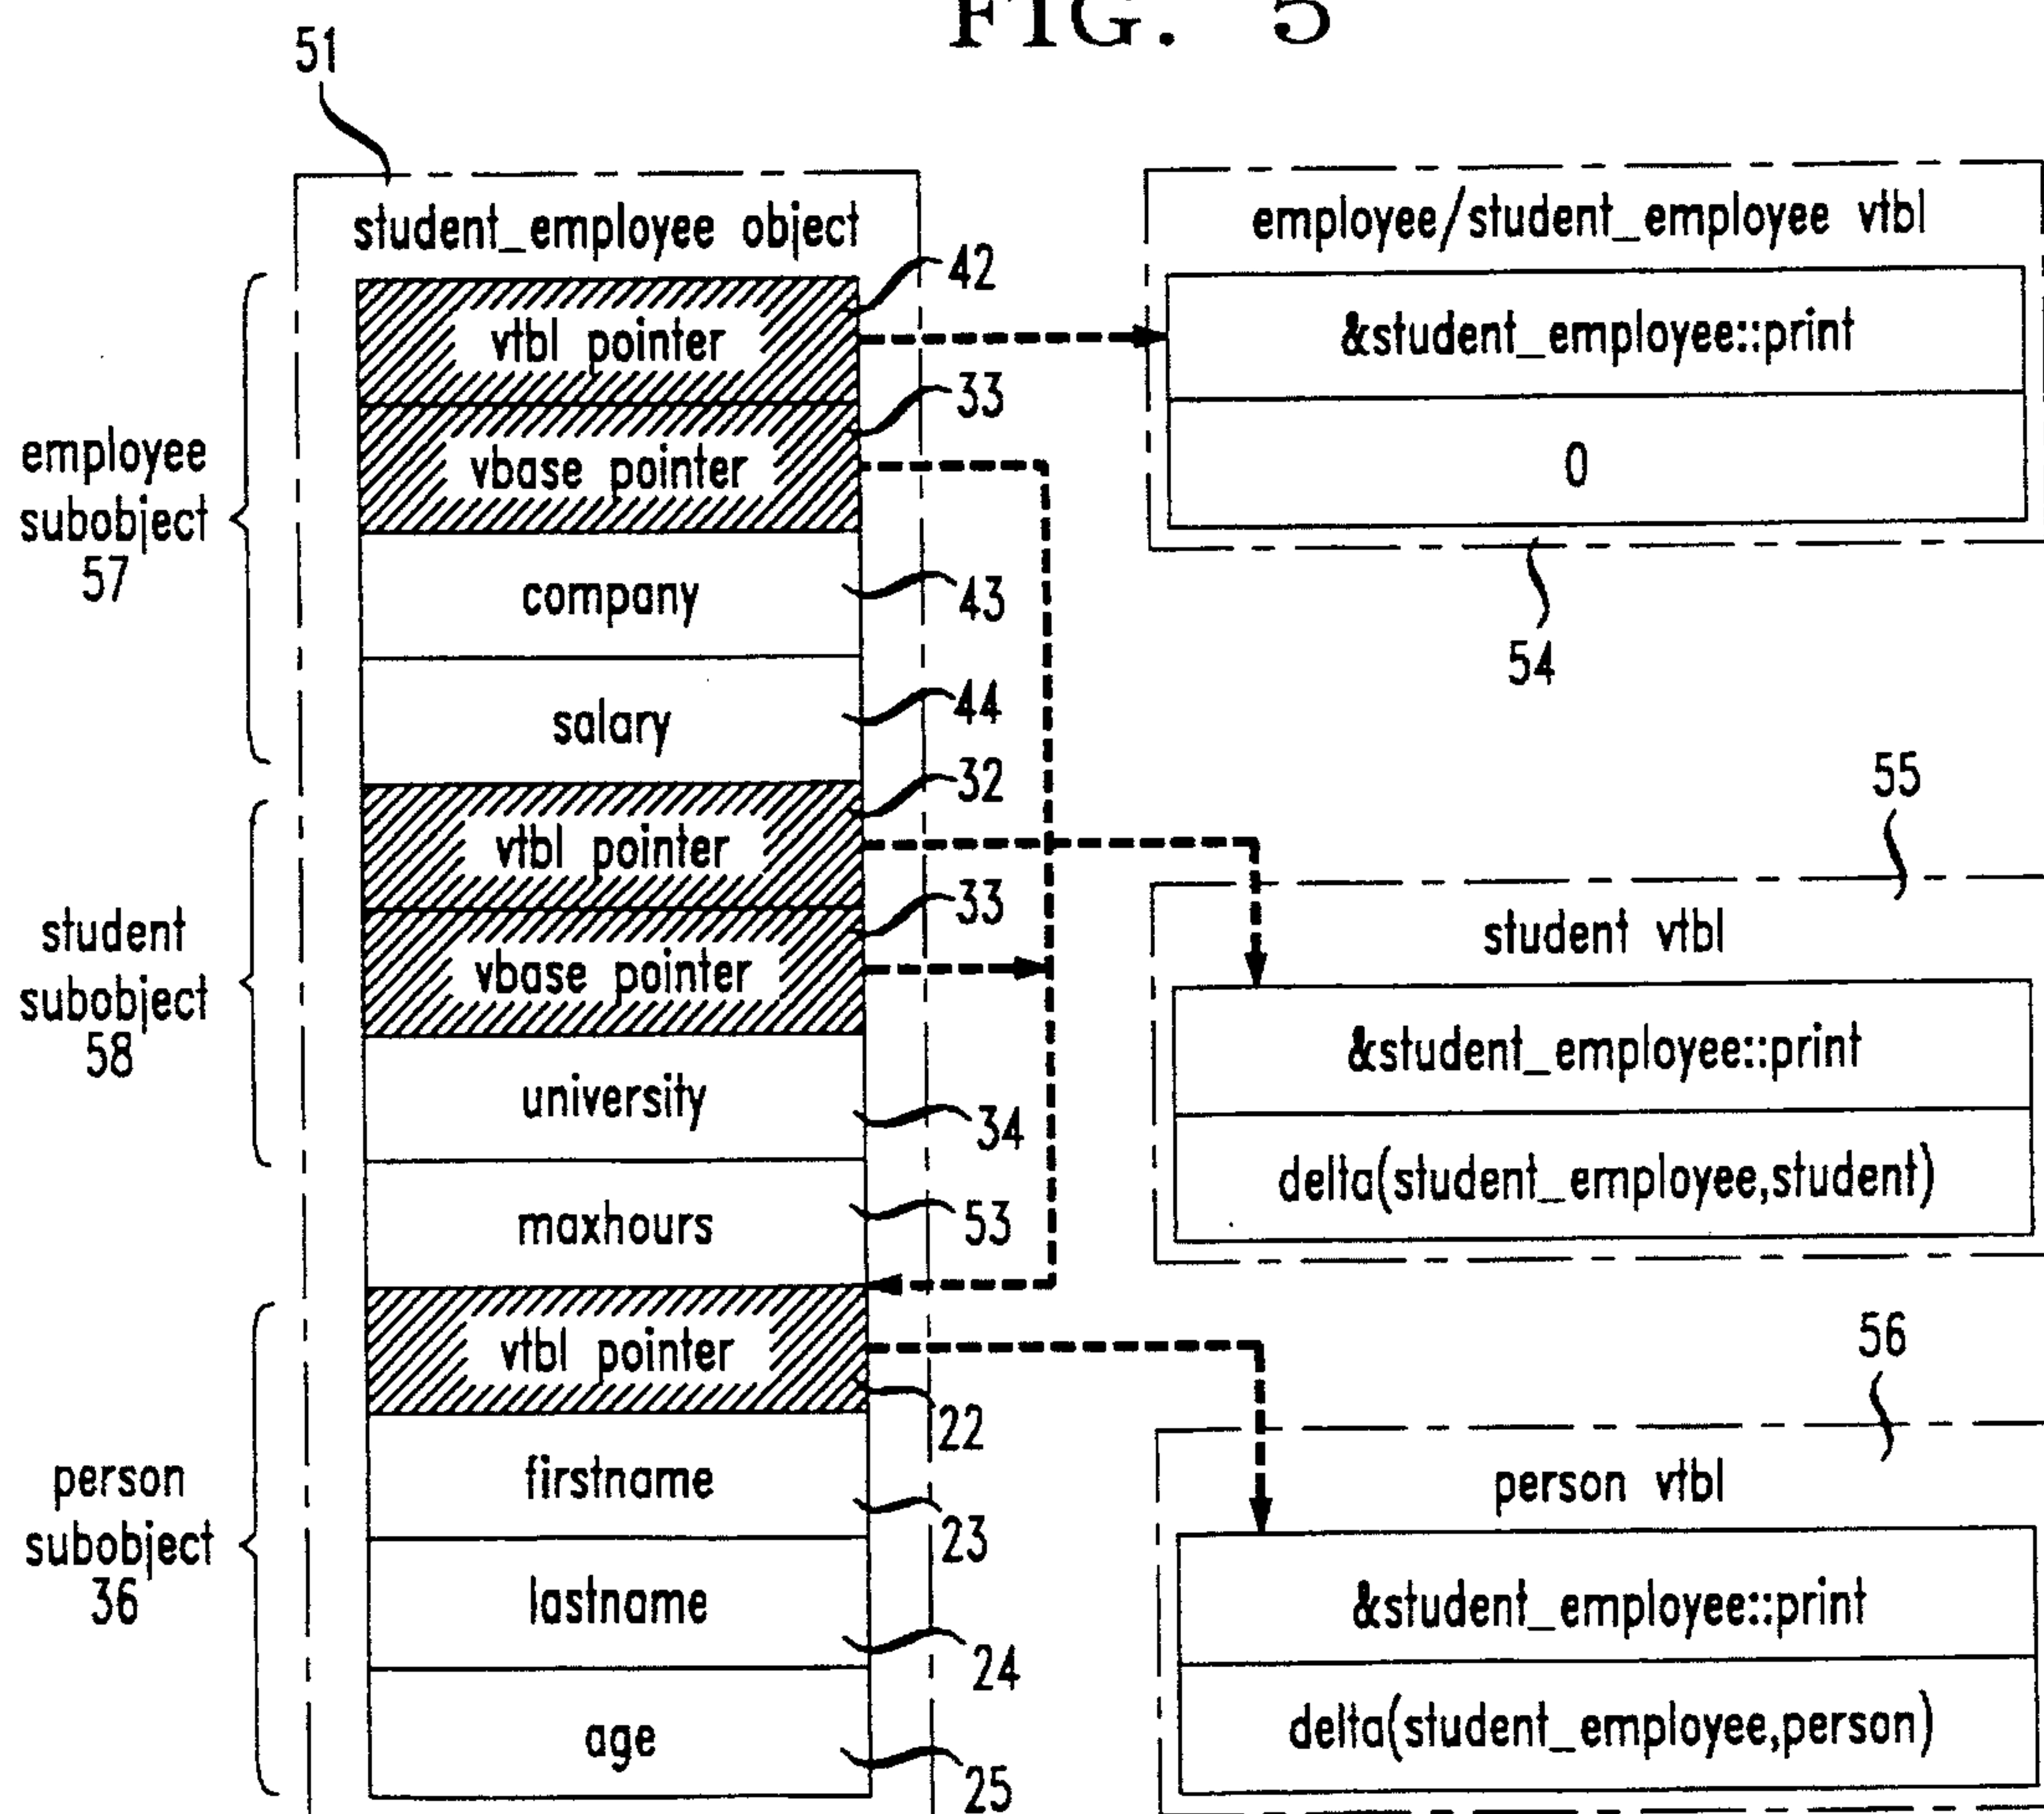 FIG. 5
51
student_employee object
employee
subobject
57
vtbl pointer
42
vbase pointer
33
company
43
salary
44
student
subobject
58
vtbl pointer
32
vbase pointer
33
university
34
maxhours
53
person
subobject
36
vtbl pointer
22
firstname
23
lastname
24
age
25
employee/student_employee vtbl
&student_employee::print
0
54
55
student vtbl
&student_employee::print
delta(student_employee,student)
56
person vtbl
&student_employee::print
delta(student_employee,person)